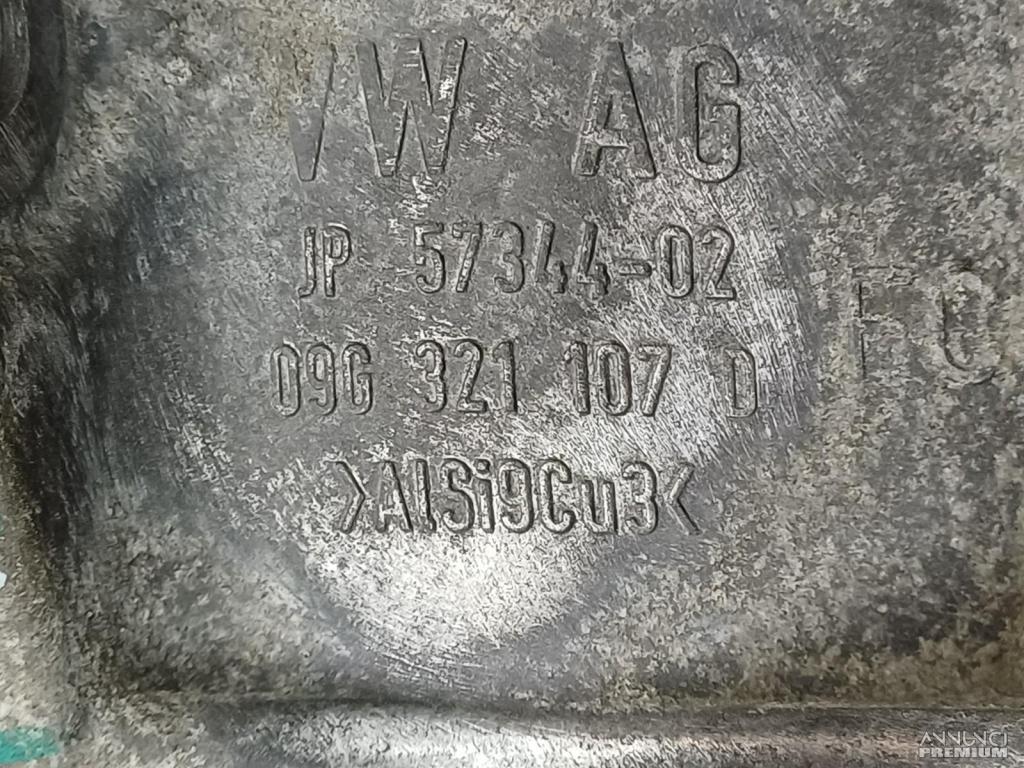 VW AG
JP 57344-02
09G 321 107 D
>AlSi9Cu3<
ANNUNCI
PREMIUM